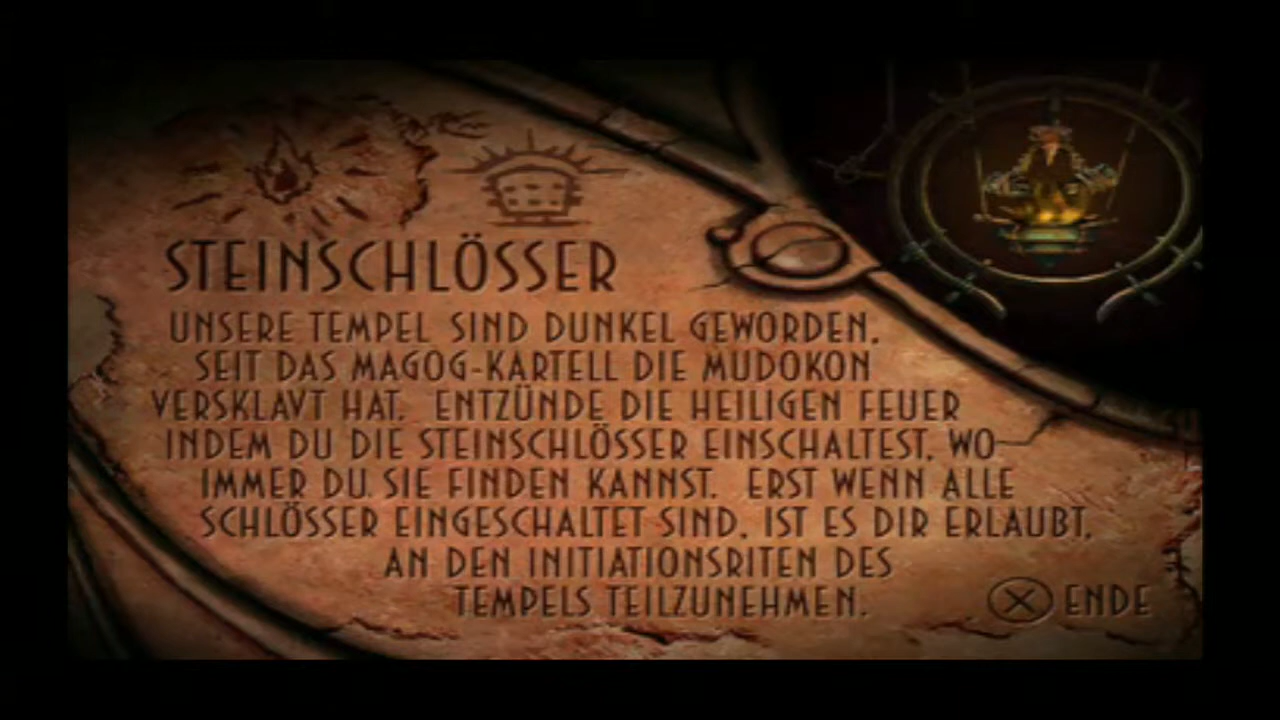 STEINSCHLÖSSER
UNSERE TEMPEL SIND DUNKEL GEWORDEN,
SEIT DAS MAGOG-KARTELL DIE MUDOKON
VERSKLAVT HAT. ENTZÜNDE DIE HEILIGEN FEUER
INDEM DU DIE STEINSCHLÖSSER EINSCHALTEST, WO
IMMER DU SIE FINDEN KANNST. ERST WENN ALLE
SCHLÖSSER EINGESCHALTET SIND, IST ES DIR ERLAUBT,
AN DEN INITIATIONSRITEN DES
TEMPELS TEILZUNEHMEN.
ENDE